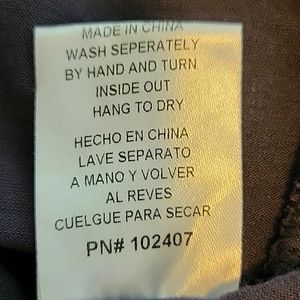 MADE IN CHINA
WASH SEPERATELY
BY HAND AND TURN
INSIDE OUT
HANG TO DRY
HECHO EN CHINA
LAVE SEPARATO
A MANO Y VOLVER
AL REVES
CUELGUE PARA SECAR
PN# 102407